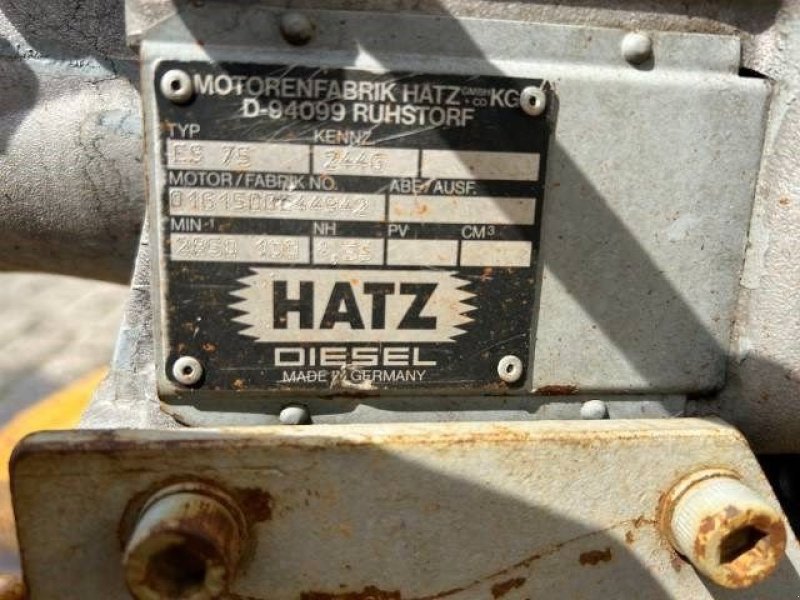 MOTORENFABRIK HATZ GMBH + CO KG
D-94099 RUHSTORF
TYP KENNZ.
ES 75 244G
MOTOR/FABRIK NO. ABE/AUSF.
MIN⁻¹ NH PV CM³
HATZ
DIESEL
MADE IN GERMANY